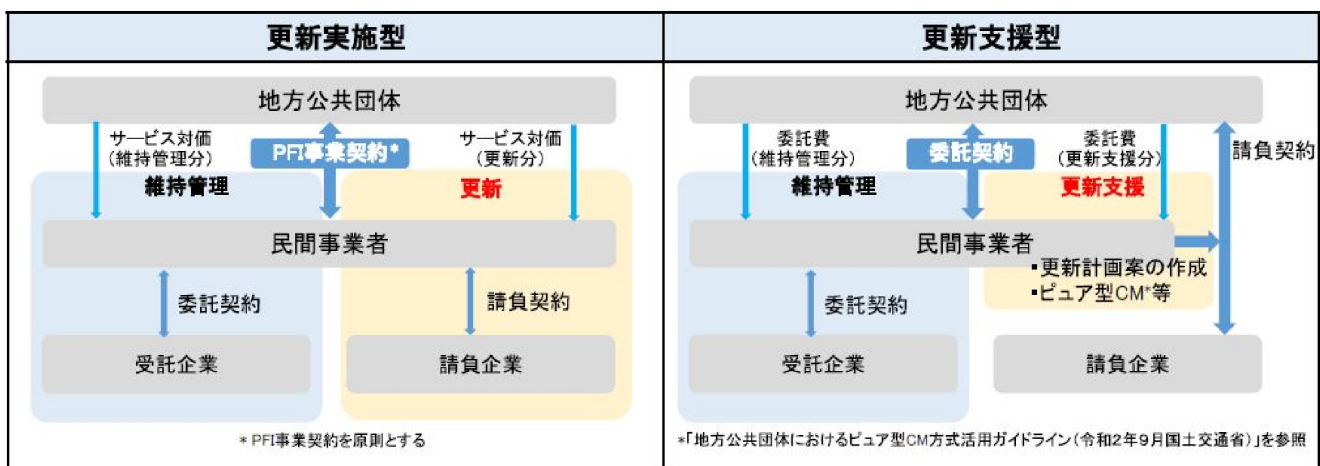 更新実施型
地方公共団体
サービス対価
(維持管理分)
PFI事業契約*
サービス対価
(更新分)
維持管理
更新
民間事業者
委託契約
請負契約
受託企業
請負企業
* PFI事業契約を原則とする
更新支援型
地方公共団体
委託費
(維持管理分)
委託契約
委託費
(更新支援分)
請負契約
維持管理
更新支援
民間事業者
▪更新計画案の作成
▪ピュア型CM*等
委託契約
受託企業
請負企業
*「地方公共団体におけるピュア型CM方式活用ガイドライン(令和2年9月国土交通省)」を参照